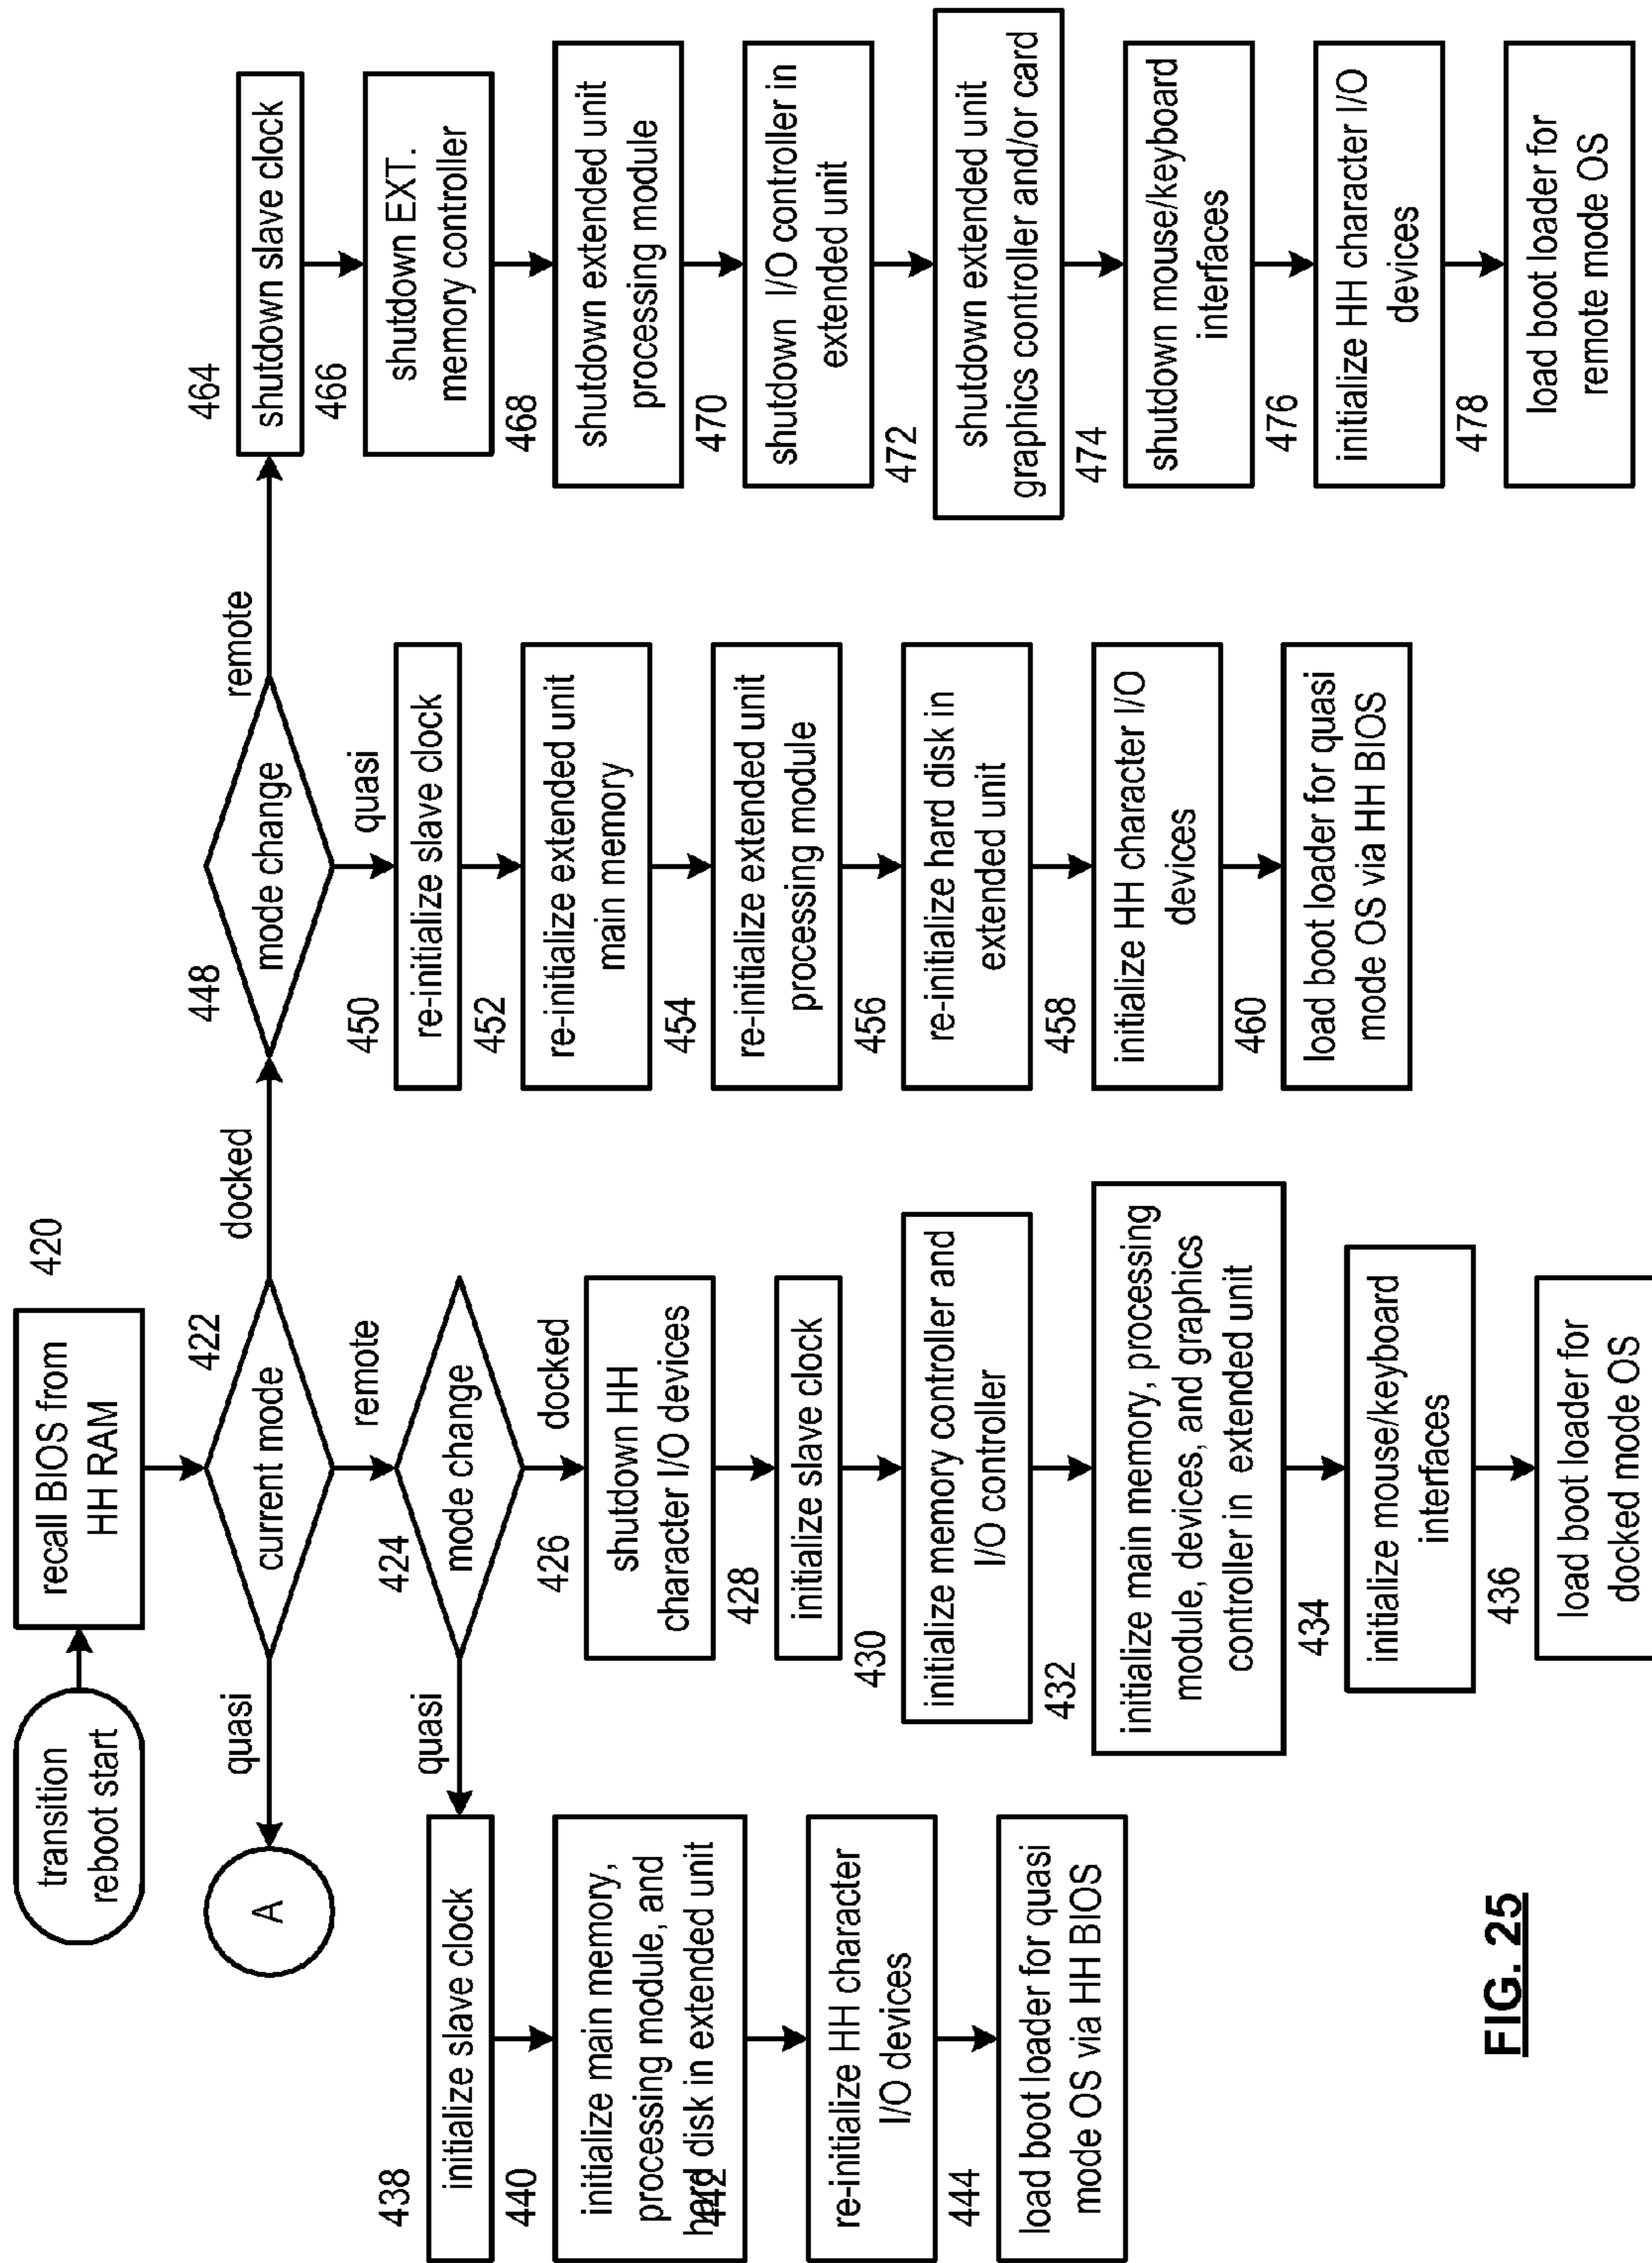 transition
reboot start
recall BIOS from
HH RAM
420
422
current mode
quasi
A
docked
remote
424
mode change
quasi
docked
426
shutdown HH
character I/O devices
428
initialize slave clock
430
initialize memory controller and
I/O controller
432
initialize main memory, processing
module, devices, and graphics
controller in extended unit
434
initialize mouse/keyboard
interfaces
436
load boot loader for
docked mode OS
438
initialize slave clock
440
initialize main memory,
processing module, and
hard disk in extended unit
442
re-initialize HH character
I/O devices
444
load boot loader for quasi
mode OS via HH BIOS
448
mode change
remote
quasi
450
re-initialize slave clock
452
re-initialize extended unit
main memory
454
re-initialize extended unit
processing module
456
re-initialize hard disk in
extended unit
458
initialize HH character I/O
devices
460
load boot loader for quasi
mode OS via HH BIOS
464
shutdown slave clock
466
shutdown EXT.
memory controller
468
shutdown extended unit
processing module
470
shutdown I/O controller in
extended unit
472
shutdown extended unit
graphics controller and/or card
474
shutdown mouse/keyboard
interfaces
476
initialize HH character I/O
devices
478
load boot loader for
remote mode OS
FIG. 25